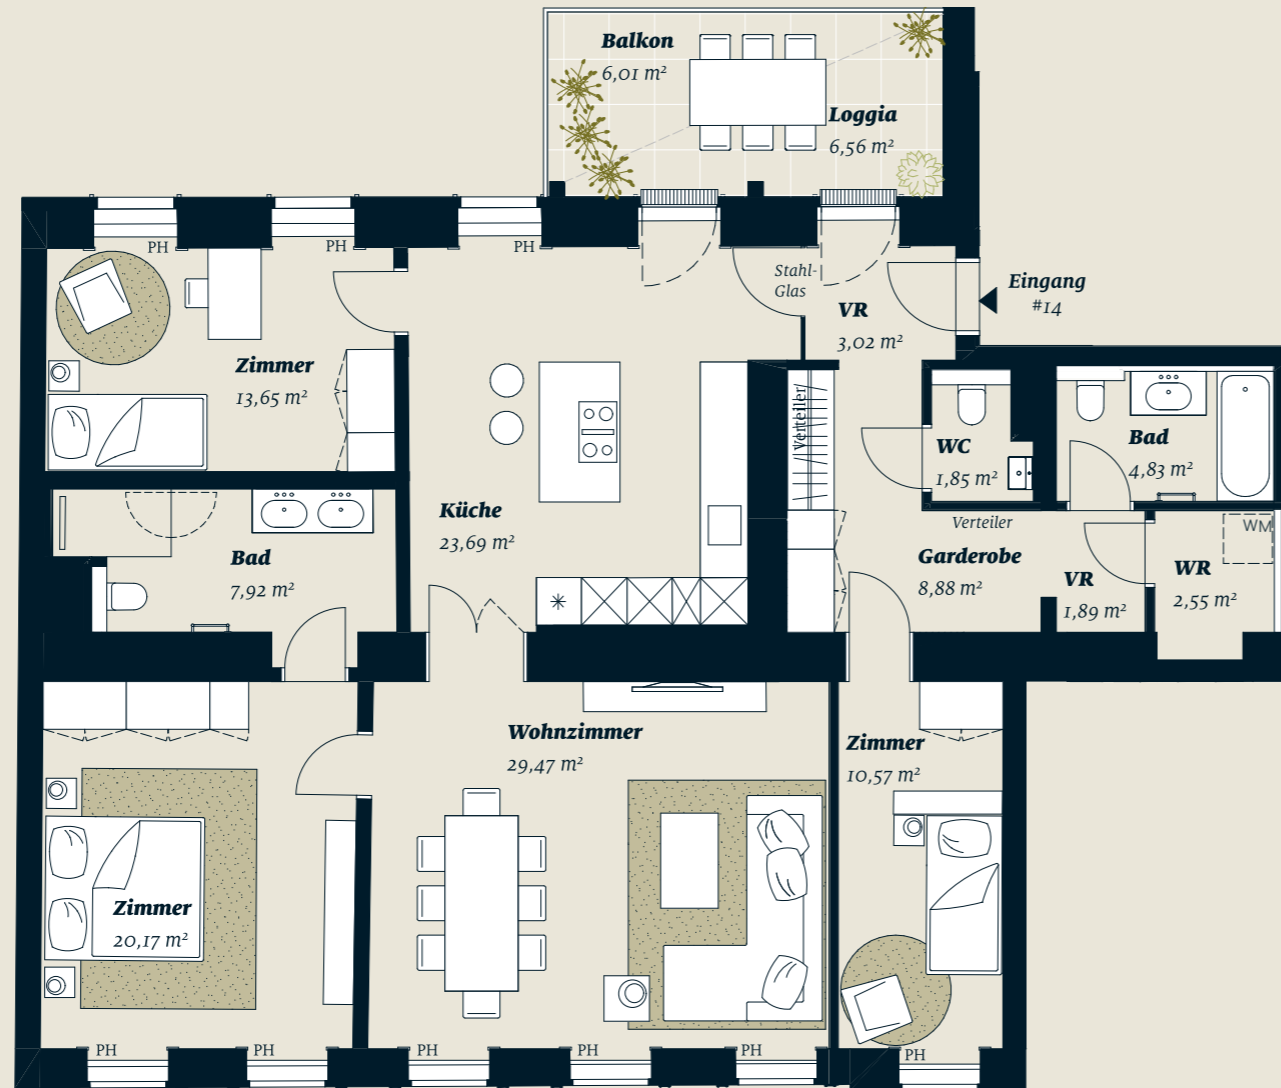 Balkon
6,01 m²
Loggia
6,56 m²
PH
PH
PH
Stahl-
Glas
VR
3,02 m²
Eingang
#14
Zimmer
13,65 m²
Verteiler
WC
1,85 m²
Bad
4,83 m²
Küche
23,69 m²
Verteiler
Garderobe
8,88 m²
VR
1,89 m²
WM
WR
2,55 m²
Bad
7,92 m²
Wohnzimmer
29,47 m²
Zimmer
10,57 m²
Zimmer
20,17 m²
PH
PH
PH
PH
PH
PH